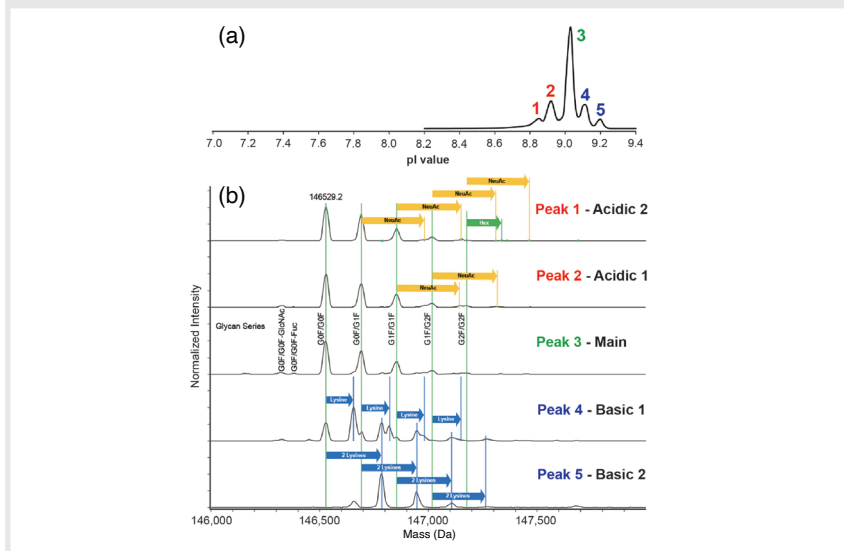 (a)
1
2
3
4
5
7.0 7.2 7.4 7.6 7.8 8.0 8.2 8.4 8.6 8.8 9.0 9.2 9.4
pI value
(b)
146529.2
NeuAc
NeuAc
NeuAc
NeuAc
Hex
Peak 1 - Acidic 2
NeuAc
NeuAc
Peak 2 - Acidic 1
Normalized Intensity
Glycan Series
G0F/G0F-GlcNAc
G0F/G0F-Fuc
G0F/G0F
G0F/G1F
G1F/G1F
G1F/G2F
G2F/G2F
Peak 3 - Main
Lysine
Lysine
Lysine
Lysine
Peak 4 - Basic 1
2 Lysines
2 Lysines
2 Lysines
2 Lysines
Peak 5 - Basic 2
146,000 146,500 147,000 147,500
Mass (Da)